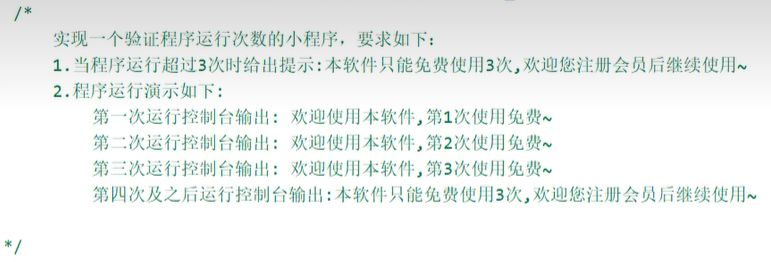 /*
实现一个验证程序运行次数的小程序，要求如下：
1.当程序运行超过3次时给出提示:本软件只能免费使用3次,欢迎您注册会员后继续使用~
2.程序运行演示如下:
第一次运行控制台输出: 欢迎使用本软件,第1次使用免费~
第二次运行控制台输出: 欢迎使用本软件,第2次使用免费~
第三次运行控制台输出: 欢迎使用本软件,第3次使用免费~
第四次及之后运行控制台输出:本软件只能免费使用3次,欢迎您注册会员后继续使用~
*/